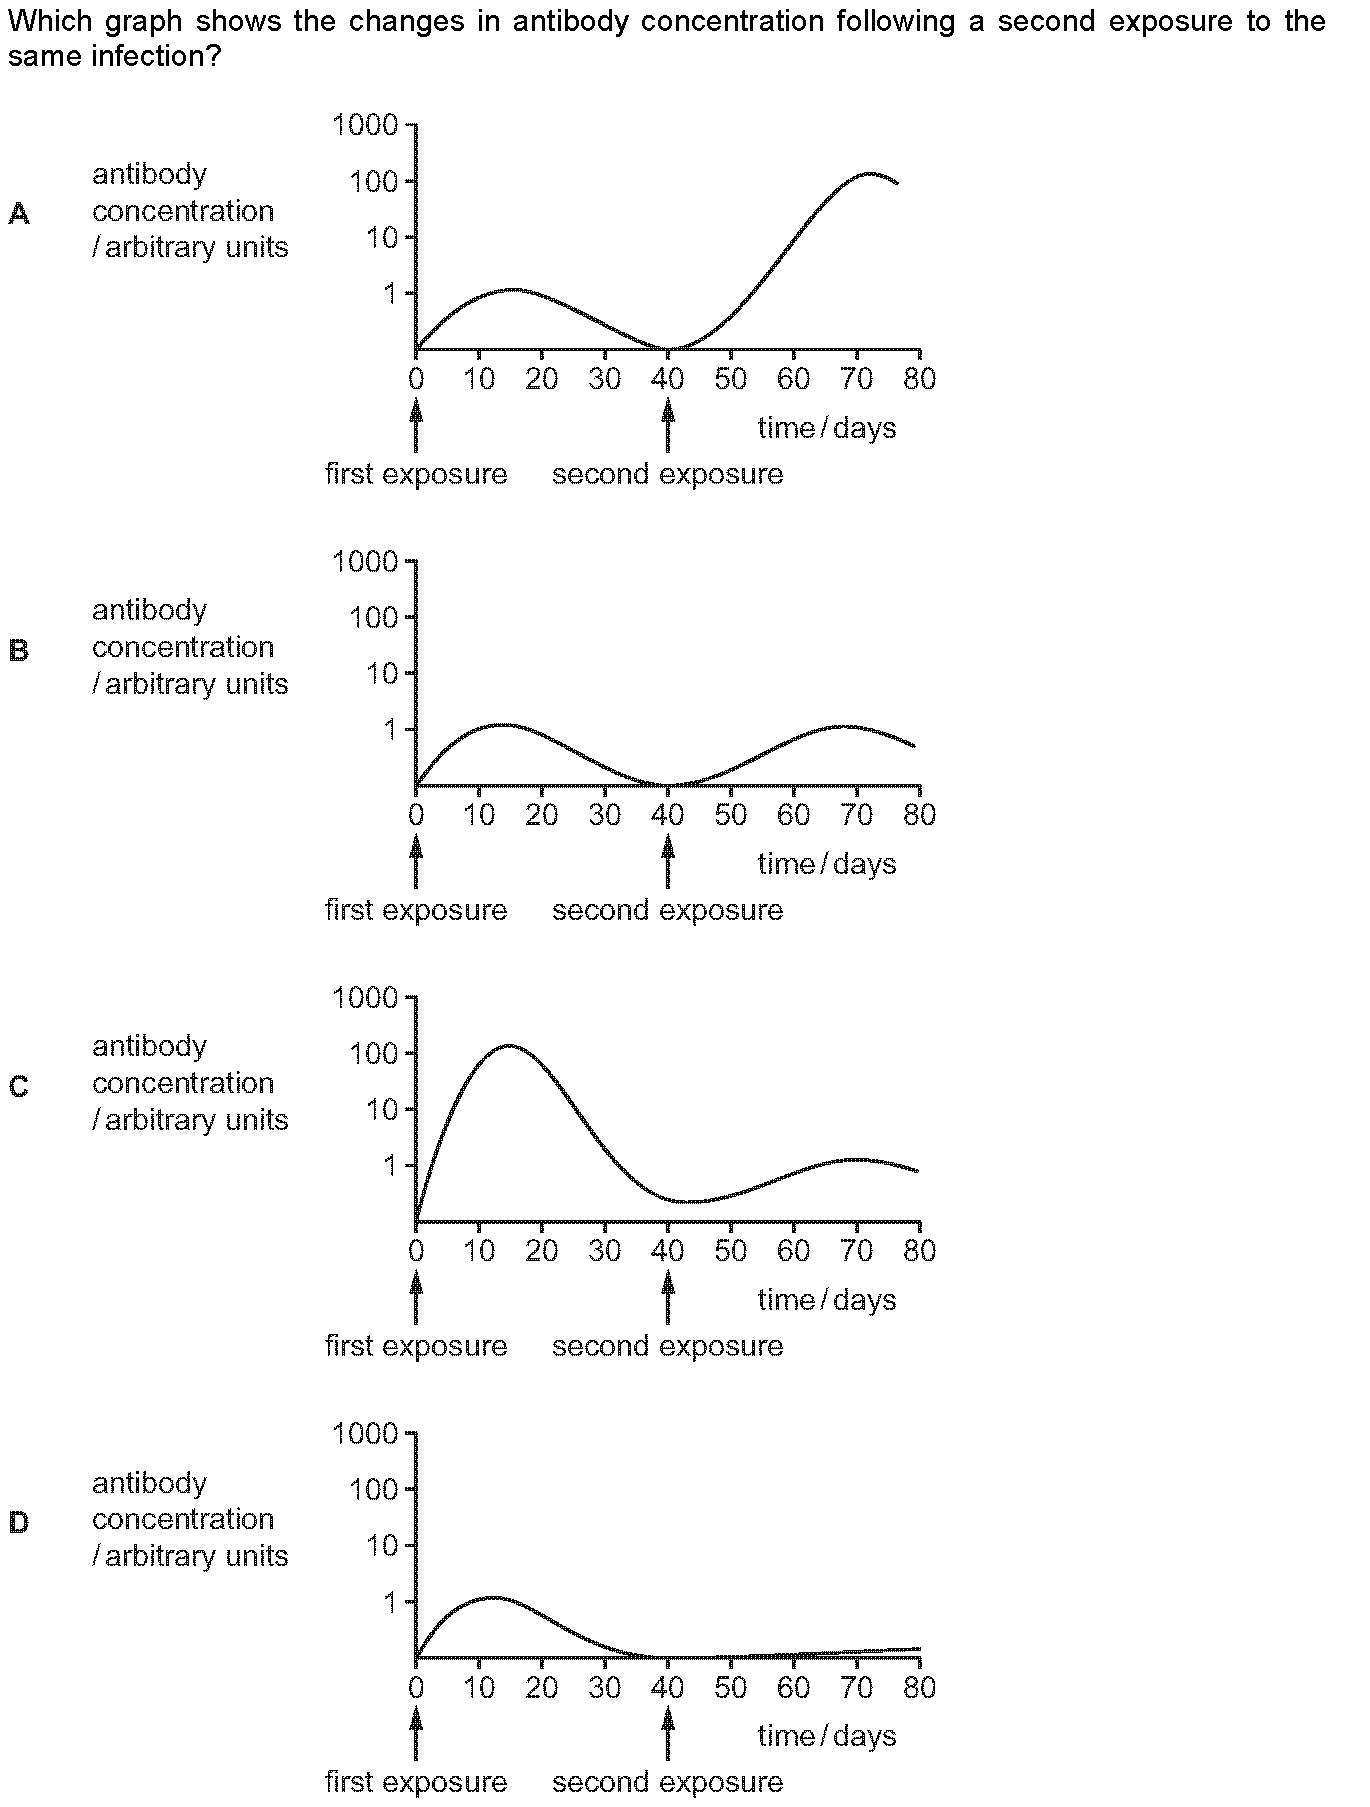 Which graph shows the changes in antibody concentration following a second exposure to the
same infection?
A
antibody
concentration
/ arbitrary units
1000
100
10
1
0 10 20 30 40 50 60 70 80
time / days
first exposure second exposure
B
antibody
concentration
/ arbitrary units
1000
100
10
1
0 10 20 30 40 50 60 70 80
time / days
first exposure second exposure
C
antibody
concentration
/ arbitrary units
1000
100
10
1
0 10 20 30 40 50 60 70 80
time / days
first exposure second exposure
D
antibody
concentration
/ arbitrary units
1000
100
10
1
0 10 20 30 40 50 60 70 80
time / days
first exposure second exposure